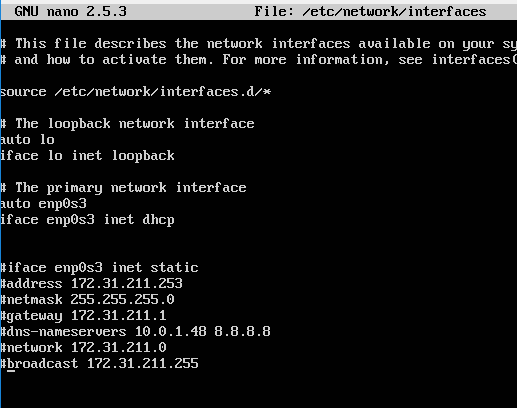 GNU nano 2.5.3 File: /etc/network/interfaces
# This file describes the network interfaces available on your sy
# and how to activate them. For more information, see interfaces(
source /etc/network/interfaces.d/*
# The loopback network interface
auto lo
iface lo inet loopback
# The primary network interface
auto enp0s3
iface enp0s3 inet dhcp
#iface enp0s3 inet static
#address 172.31.211.253
#netmask 255.255.255.0
#gateway 172.31.211.1
#dns-nameservers 10.0.1.48 8.8.8.8
#network 172.31.211.0
#broadcast 172.31.211.255